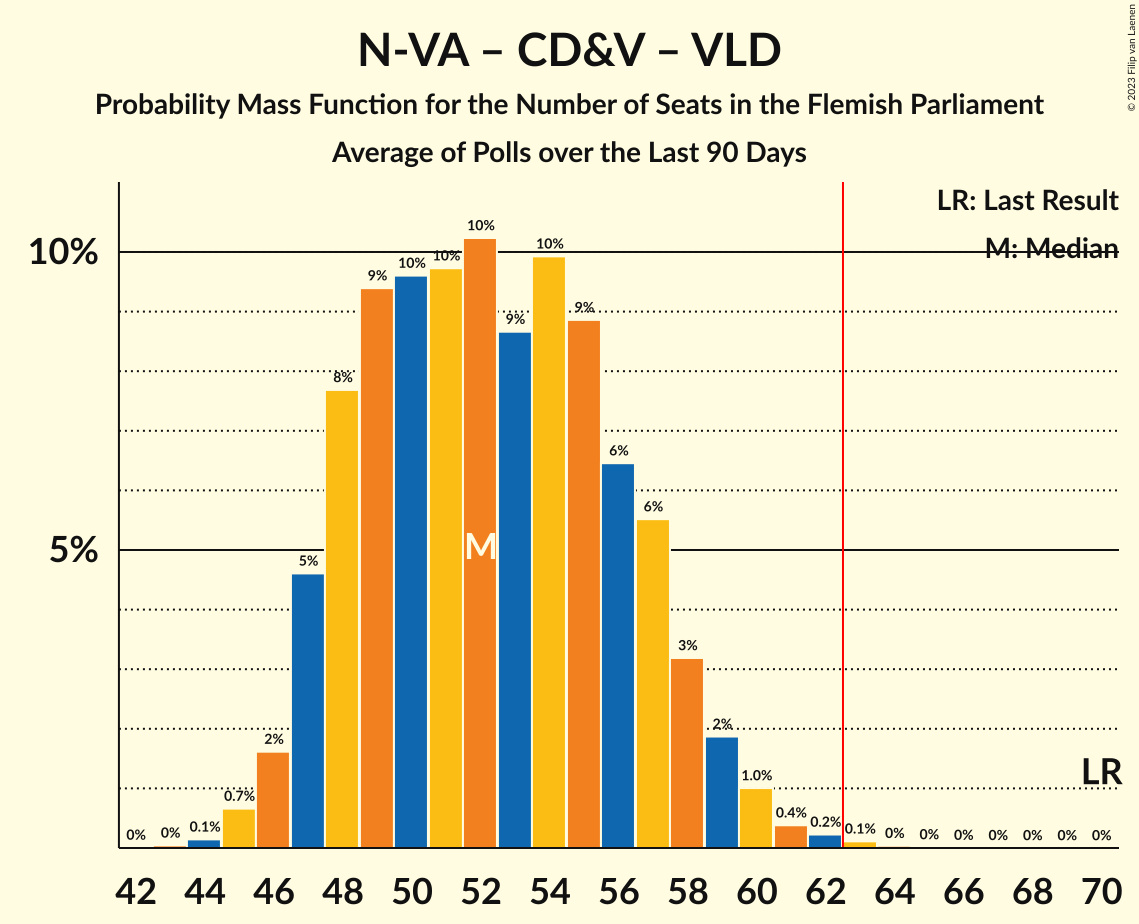 N-VA – CD&V – VLD
Probability Mass Function for the Number of Seats in the Flemish Parliament
Average of Polls over the Last 90 Days
© 2023 Filip van Laenen
LR: Last Result
M: Median
10%
5%
0% 0% 0.1% 0.7% 2% 5% 8% 9% 10% 10% 10% 9% 10% 9% 6% 6% 3% 2% 1.0% 0.4% 0.2% 0.1% 0% 0% 0% 0% 0% 0% 0%
M
LR
42 44 46 48 50 52 54 56 58 60 62 64 66 68 70